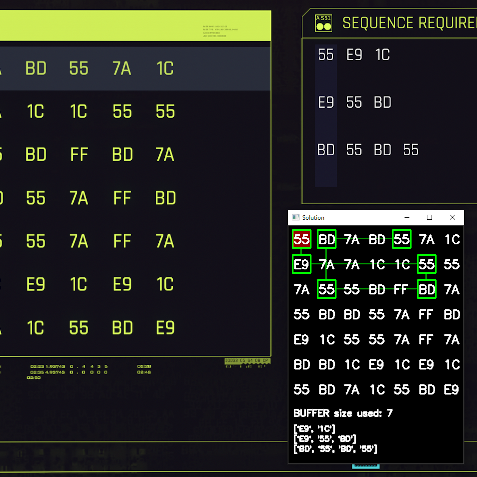 A551
SEQUENCE REQUIRE
BD 55 7A 1C
1C 1C 55 55
BD FF BD 7A
55 7A FF BD
55 7A FF 7A
E9 1C E9 1C
1C 55 BD E9
55 E9 1C
E9 55 BD
BD 55 BD 55
Solution
55 BD 7A BD 55 7A 1C
E9 7A 7A 1C 1C 55 55
7A 55 55 BD FF BD 7A
55 BD BD 55 7A FF BD
E9 1C 55 55 7A FF 7A
BD BD 1C E9 1C E9 1C
55 BD 7A 1C 55 BD E9
BUFFER size used: 7
['E9', '1C']
['E9', '55', 'BD']
['BD', '55', 'BD', '55']